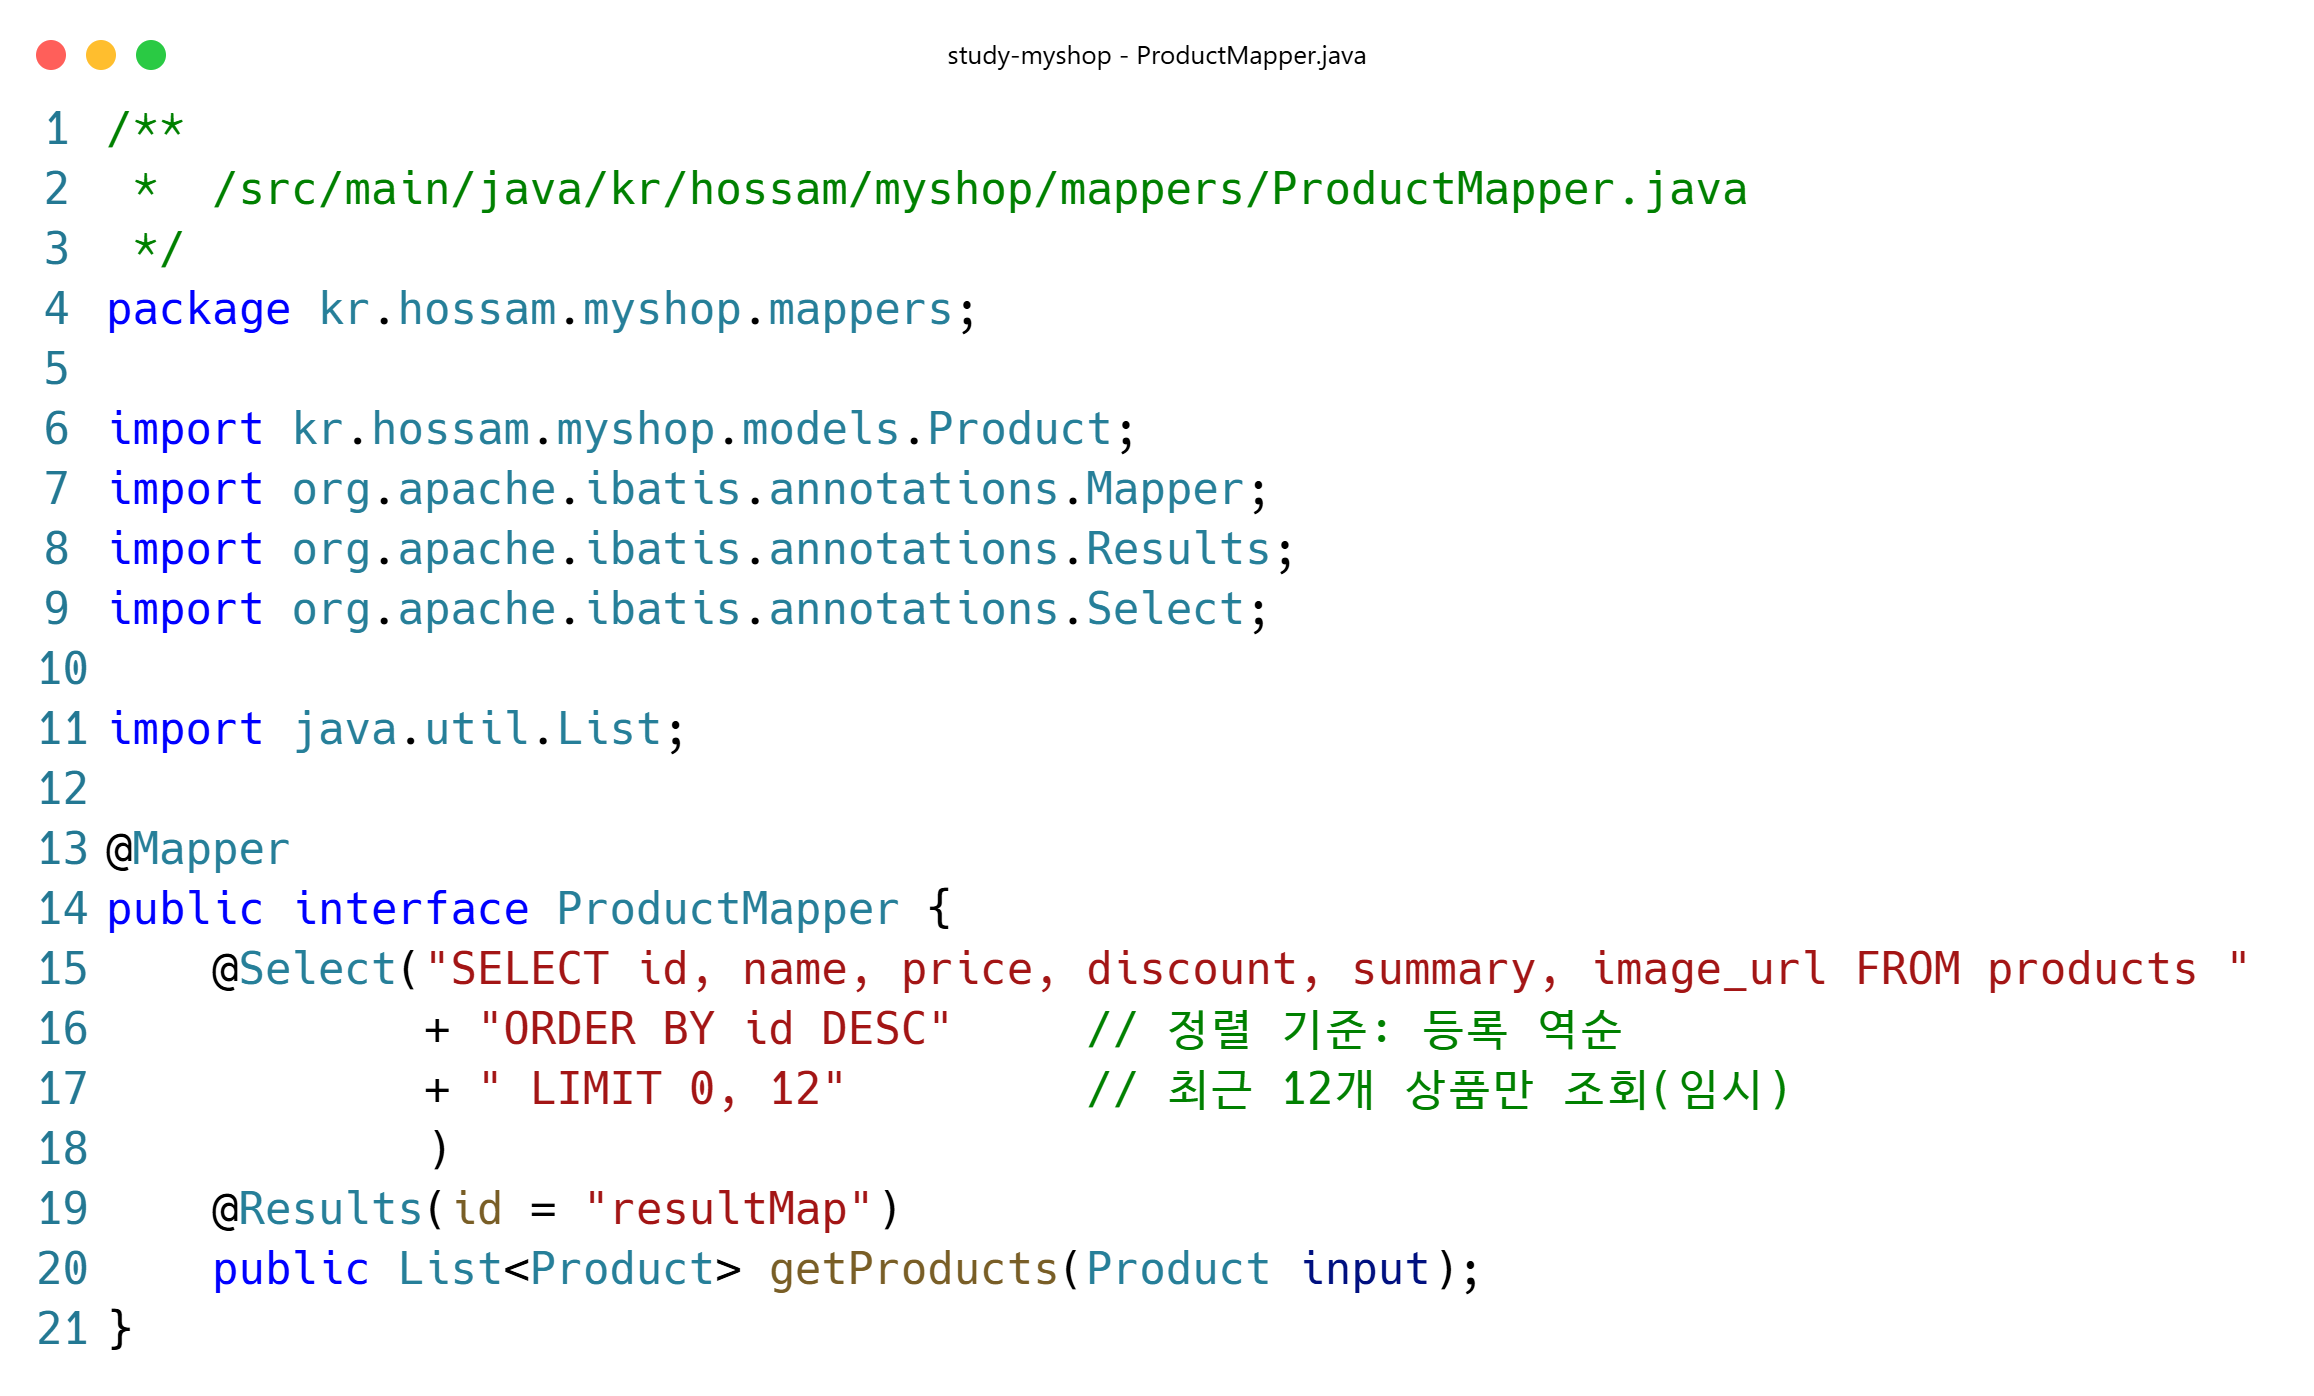 study-myshop - ProductMapper.java
1 /**
2  *  /src/main/java/kr/hossam/myshop/mappers/ProductMapper.java
3  */
4 package kr.hossam.myshop.mappers;
5
6 import kr.hossam.myshop.models.Product;
7 import org.apache.ibatis.annotations.Mapper;
8 import org.apache.ibatis.annotations.Results;
9 import org.apache.ibatis.annotations.Select;
10
11 import java.util.List;
12
13 @Mapper
14 public interface ProductMapper {
15     @Select("SELECT id, name, price, discount, summary, image_url FROM products "
16             + "ORDER BY id DESC"     // 정렬 기준: 등록 역순
17             + " LIMIT 0, 12"         // 최근 12개 상품만 조회(임시)
18             )
19     @Results(id = "resultMap")
20     public List<Product> getProducts(Product input);
21 }